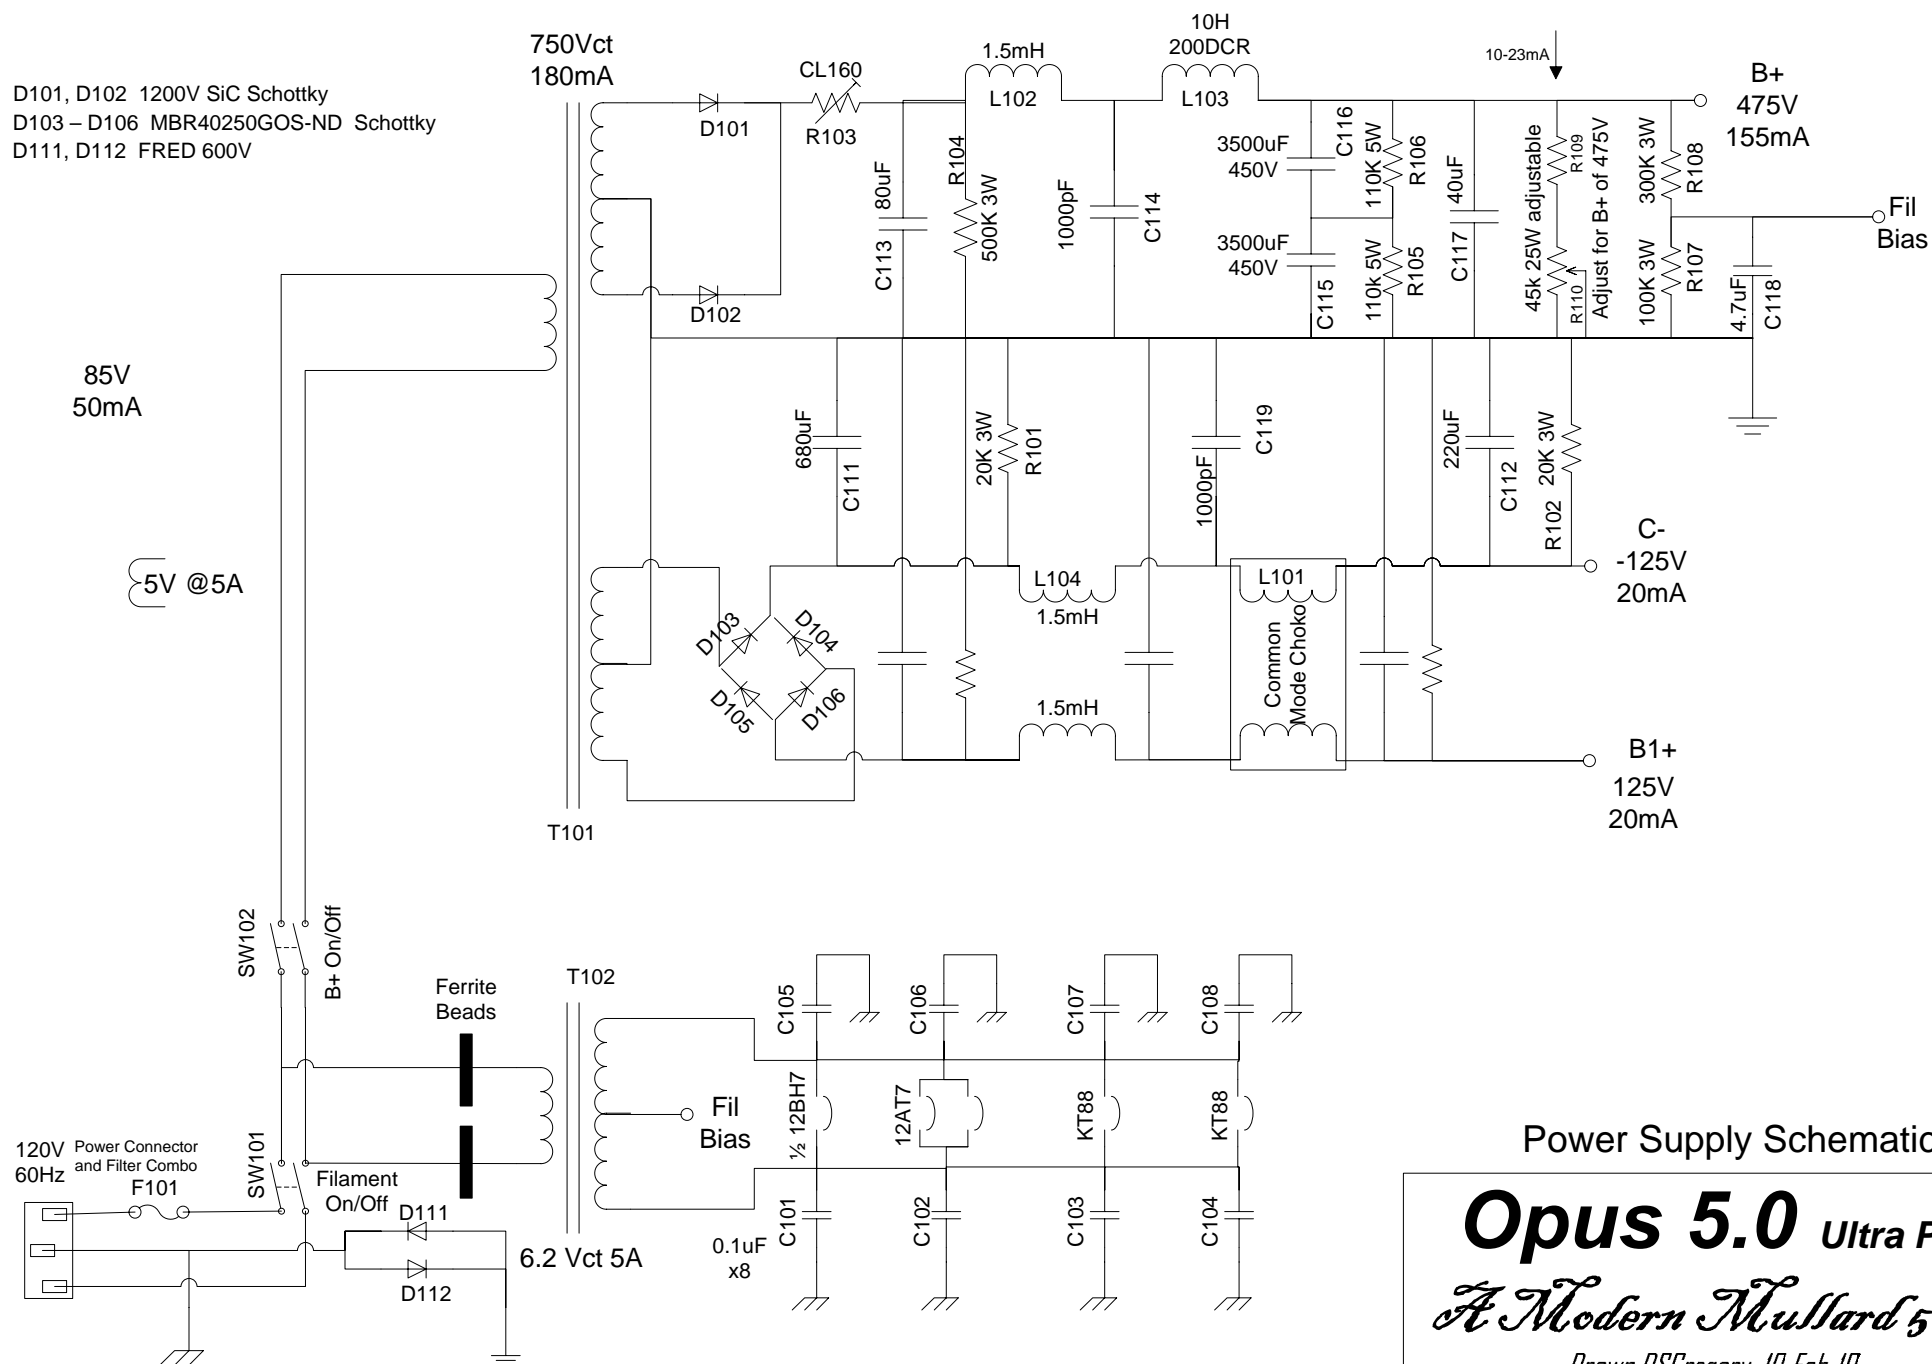 750Vct
180mA
D101, D102 1200V SiC Schottky
D103 – D106 MBR40250GOS-ND Schottky
D111, D112 FRED 600V
D101
D102
CL160
R103
1.5mH
L102
10H
200DCR
L103
10-23mA
B+
475V
155mA
80uF
C113
R104
500K 3W
1000pF
C114
3500uF
450V
C116
3500uF
450V
C115
110K 5W
R106
110k 5W
R105
40uF
C117
45k 25W adjustable
R109
R110
Adjust for B+ of 475V
300K 3W
R108
100K 3W
R107
4.7uF
C118
Fil
Bias
85V
50mA
5V @5A
680uF
C111
20K 3W
R101
1000pF
C119
220uF
C112
20K 3W
R102
C-
-125V
20mA
L104
1.5mH
L101
Common
Mode Choko
D103
D104
D105
D106
1.5mH
B1+
125V
20mA
T101
SW102
B+ On/Off
Ferrite
Beads
T102
Fil
Bias
C105
C106
C107
C108
½ 12BH7
12AT7
KT88
KT88
C101
C102
C103
C104
0.1uF
x8
6.2 Vct 5A
120V
60Hz
Power Connector
and Filter Combo
F101
SW101
Filament
On/Off
D111
D112
Power Supply Schematic
Opus 5.0 Ultra
A Modern Mullard 5